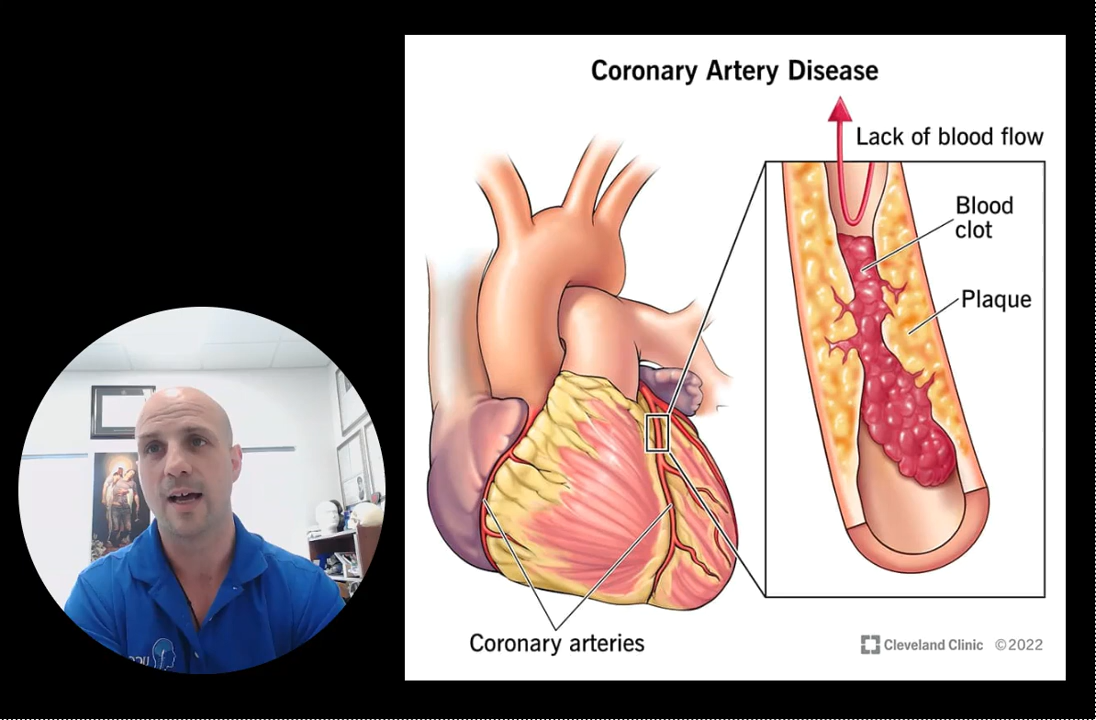 Coronary Artery Disease
Lack of blood flow
Blood
clot
Plaque
Coronary arteries
Cleveland Clinic ©2022